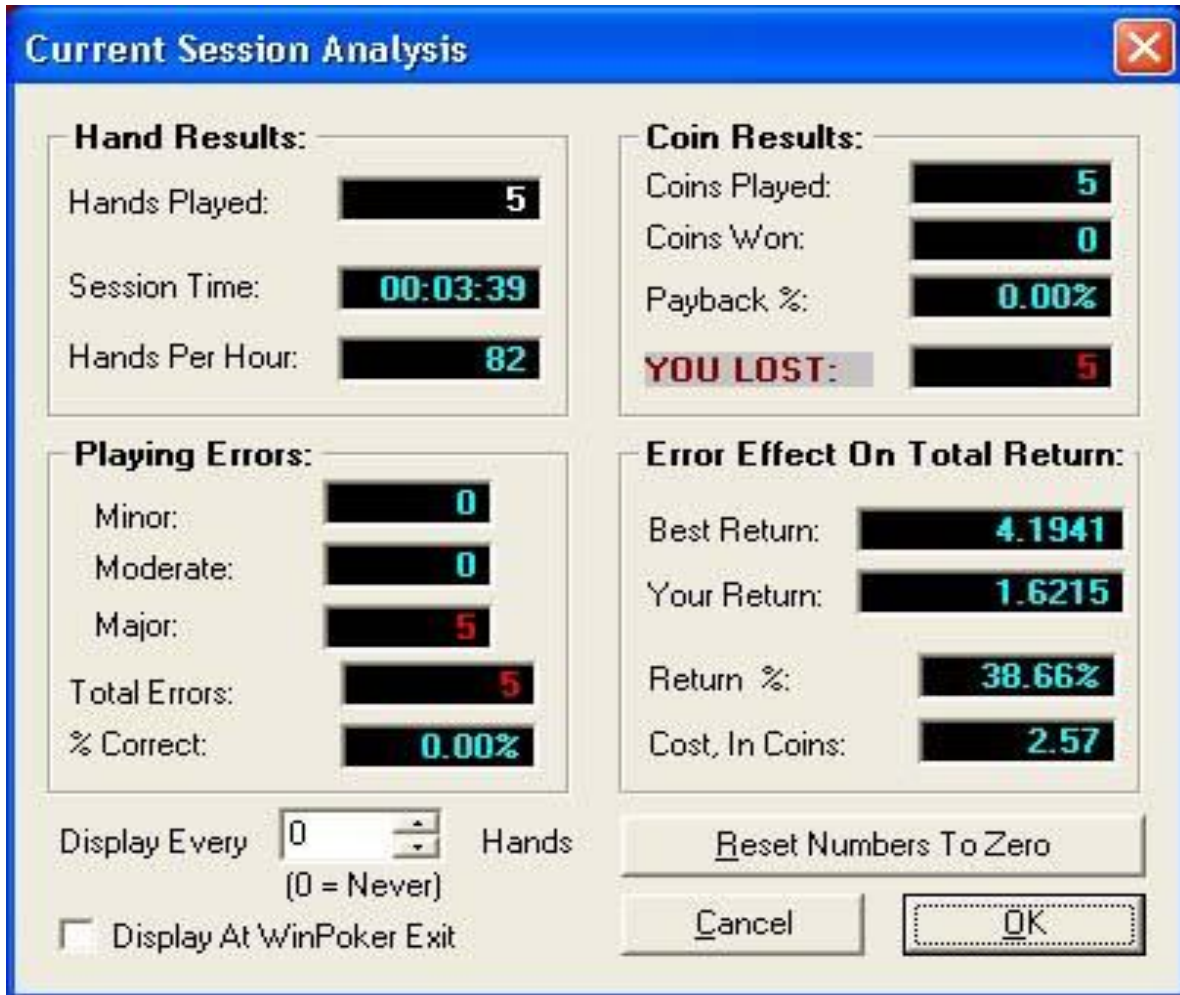 Current Session Analysis
Hand Results:
Hands Played: 5
Session Time: 00:03:39
Hands Per Hour: 82
Coin Results:
Coins Played: 5
Coins Won: 0
Payback %: 0.00%
YOU LOST: 5
Playing Errors:
Minor: 0
Moderate: 0
Major: 5
Total Errors: 5
% Correct: 0.00%
Error Effect On Total Return:
Best Return: 4.1941
Your Return: 1.6215
Return %: 38.66%
Cost, In Coins: 2.57
Display Every 0 Hands
(0 = Never)
Display At WinPoker Exit
Reset Numbers To Zero
Cancel
OK